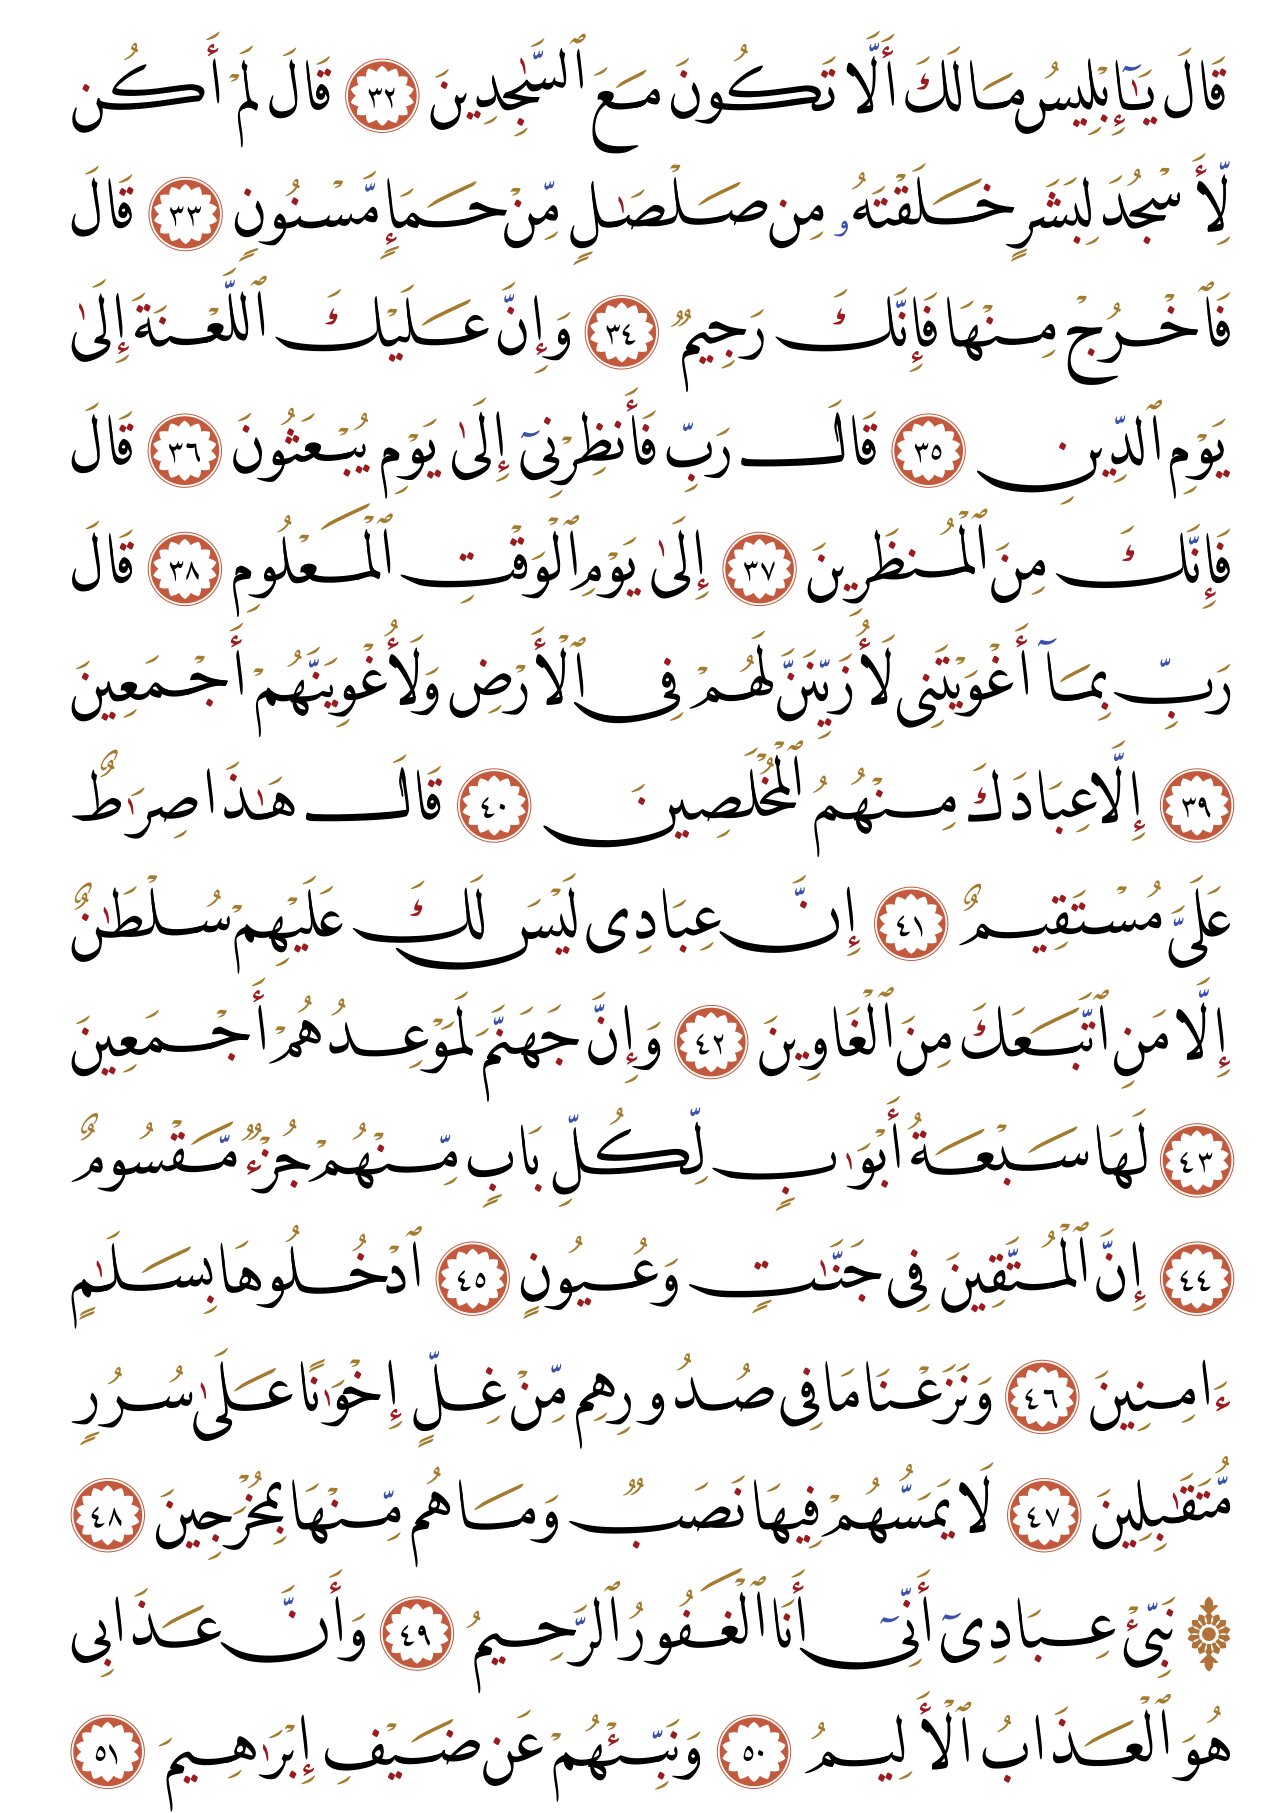 قَالَ يَـٰٓإِبْلِيسُ مَا لَكَ أَلَّا تَكُونَ مَعَ ٱلسَّـٰجِدِينَ ٣٢ قَالَ لَمْ أَكُن
لِّأَسْجُدَ لِبَشَرٍ خَلَقْتَهُۥ مِن صَلْصَـٰلٍ مِّنْ حَمَإٍ مَّسْنُونٍ ٣٣ قَالَ
فَٱخْرُجْ مِنْهَا فَإِنَّكَ رَجِيمٌ ٣٤ وَإِنَّ عَلَيْكَ ٱللَّعْنَةَ إِلَىٰ
يَوْمِ ٱلدِّينِ ٣٥ قَالَ رَبِّ فَأَنظِرْنِىٓ إِلَىٰ يَوْمِ يُبْعَثُونَ ٣٦ قَالَ
فَإِنَّكَ مِنَ ٱلْمُنظَرِينَ ٣٧ إِلَىٰ يَوْمِ ٱلْوَقْتِ ٱلْمَعْلُومِ ٣٨ قَالَ
رَبِّ بِمَآ أَغْوَيْتَنِى لَأُزَيِّنَنَّ لَهُمْ فِى ٱلْأَرْضِ وَلَأُغْوِيَنَّهُمْ أَجْمَعِينَ
٣٩ إِلَّا عِبَادَكَ مِنْهُمُ ٱلْمُخْلَصِينَ ٤٠ قَالَ هَـٰذَا صِرَٰطٌ
عَلَىَّ مُسْتَقِيمٌ ٤١ إِنَّ عِبَادِى لَيْسَ لَكَ عَلَيْهِمْ سُلْطَـٰنٌ
إِلَّا مَنِ ٱتَّبَعَكَ مِنَ ٱلْغَاوِينَ ٤٢ وَإِنَّ جَهَنَّمَ لَمَوْعِدُهُمْ أَجْمَعِينَ
٤٣ لَهَا سَبْعَةُ أَبْوَٰبٍ لِّكُلِّ بَابٍ مِّنْهُمْ جُزْءٌ مَّقْسُومٌ
٤٤ إِنَّ ٱلْمُتَّقِينَ فِى جَنَّـٰتٍ وَعُيُونٍ ٤٥ ٱدْخُلُوهَا بِسَلَـٰمٍ
ءَامِنِينَ ٤٦ وَنَزَعْنَا مَا فِى صُدُورِهِم مِّنْ غِلٍّ إِخْوَٰنًا عَلَىٰ سُرُرٍ
مُّتَقَـٰبِلِينَ ٤٧ لَا يَمَسُّهُمْ فِيهَا نَصَبٌ وَمَا هُم مِّنْهَا بِمُخْرَجِينَ ٤٨
۞ نَبِّئْ عِبَادِىٓ أَنِّىٓ أَنَا ٱلْغَفُورُ ٱلرَّحِيمُ ٤٩ وَأَنَّ عَذَابِى
هُوَ ٱلْعَذَابُ ٱلْأَلِيمُ ٥٠ وَنَبِّئْهُمْ عَن ضَيْفِ إِبْرَٰهِيمَ ٥١